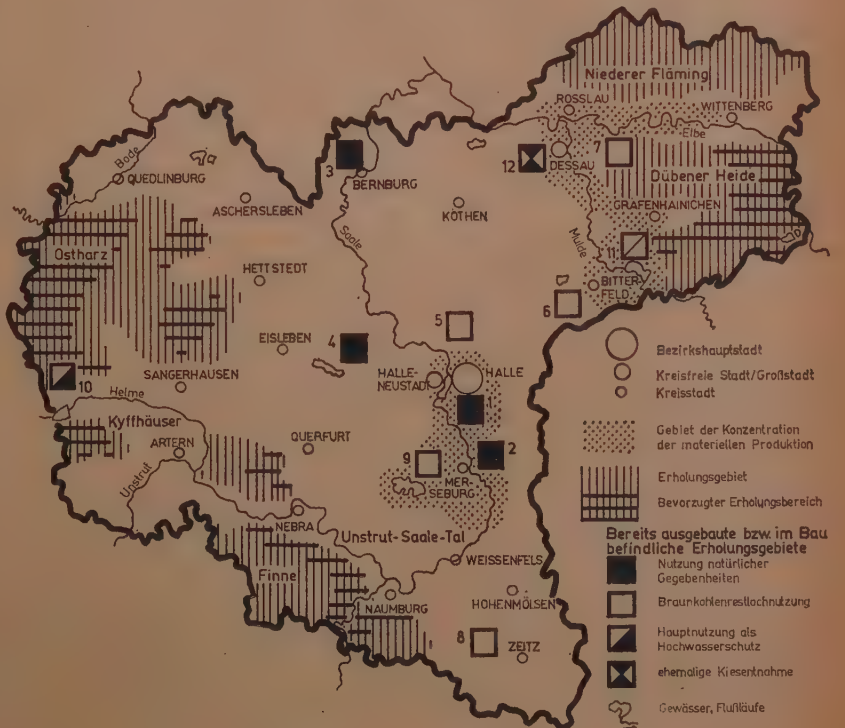 Niederer Fläming
ROSSLAU
WITTENBERG
Elbe
Bode
3
12
DESSAU
7
QUEDLINBURG
BERNBURG
Dübener Heide
ASCHERSLEBEN
KÖTHEN
GRÄFENHAINICHEN
Saale
Mulde
Ostharz
11
HETTSTEDT
BITTER-
FELD
6
5
EISLEBEN
4
HALLE-
NEUSTADT
HALLE
10
SANGERHAUSEN
Helme
1
Kyffhäuser
ARTERN
QUERFURT
2
9
MER-
SEBURG
Unstrut
NEBRA
Unstrut-Saale-Tal
WEISSENFELS
Finne
NAUMBURG
HOHENMÖLSEN
8
ZEITZ
Bezirkshauptstadt
Kreisfreie Stadt/Großstadt
Kreisstadt
Gebiet der Konzentration
der materiellen Produktion
Erholungsgebiet
Bevorzugter Erholungsbereich
Bereits ausgebaute bzw. im Bau
befindliche Erholungsgebiete
Nutzung natürlicher
Gegebenheiten
Braunkohlenrestlochnutzung
Hauptnutzung als
Hochwasserschutz
ehemalige Kiesentnahme
Gewässer, Flußläufe